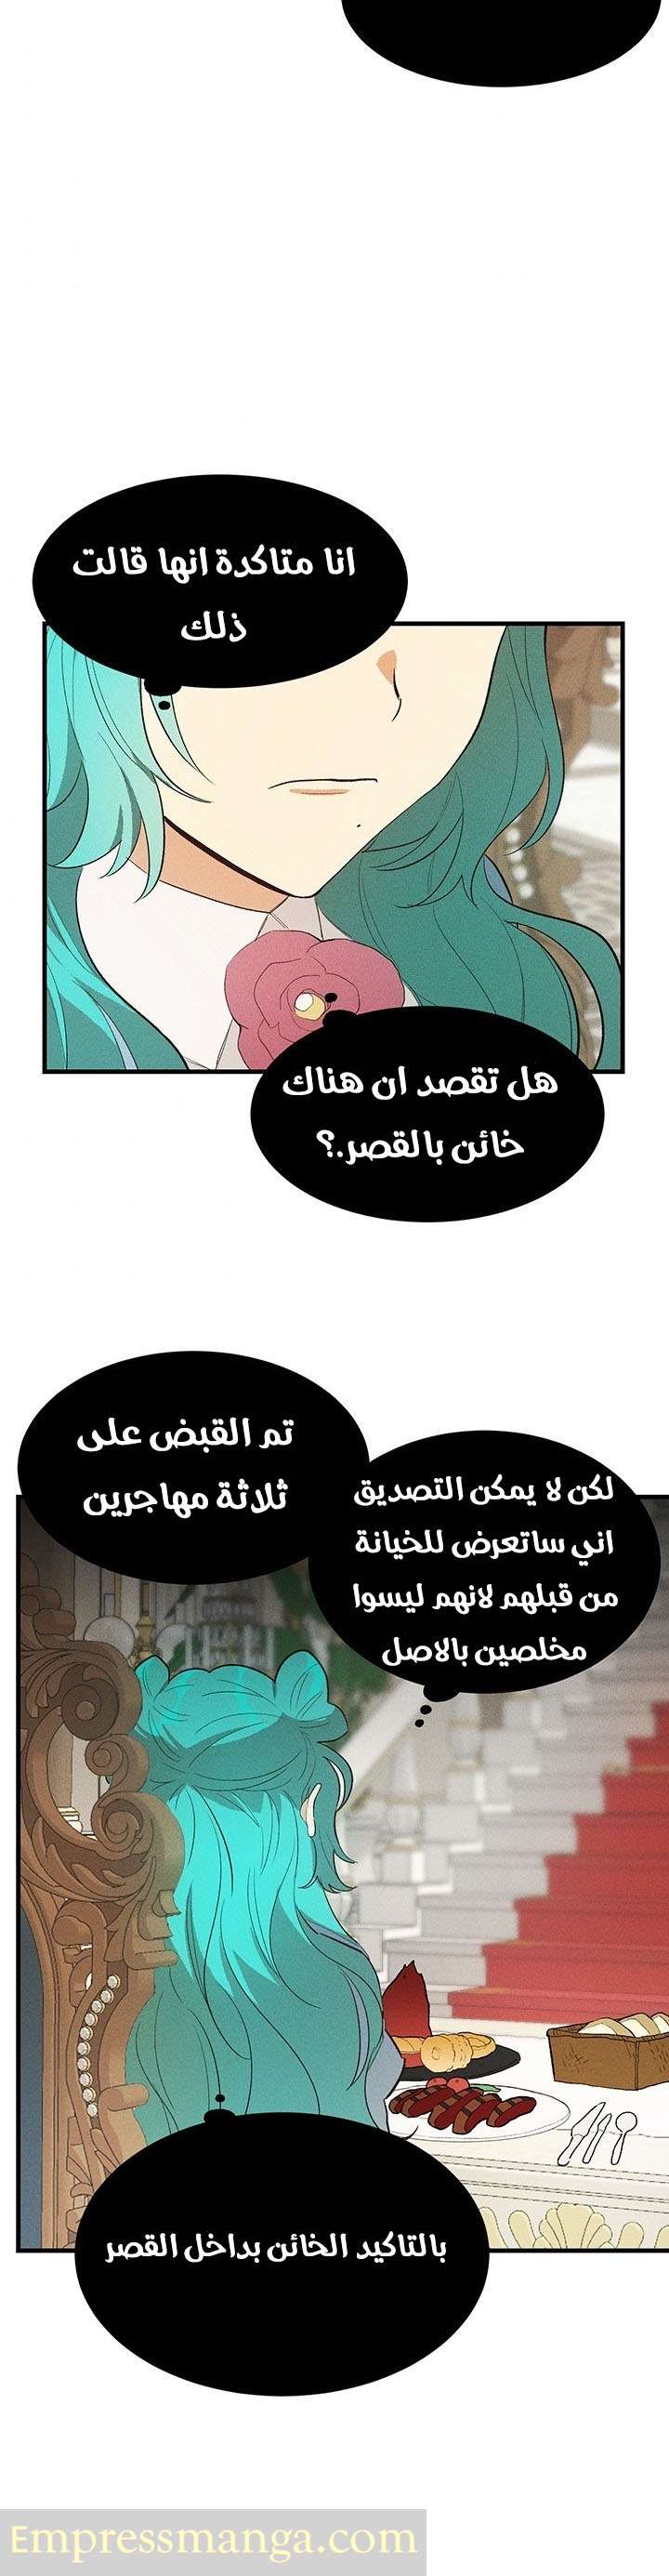 انا متاكدة انها قالت
ذلك
هل تقصد ان هناك
خائن بالقصر.؟
تم القبض على
ثلاثة مهاجرين
لكن لا يمكن التصديق
اني ساتعرض للخيانة
من قبلهم لانهم ليسوا
مخلصين بالاصل
بالتاكيد الخائن بداخل القصر
Empressmanga.com